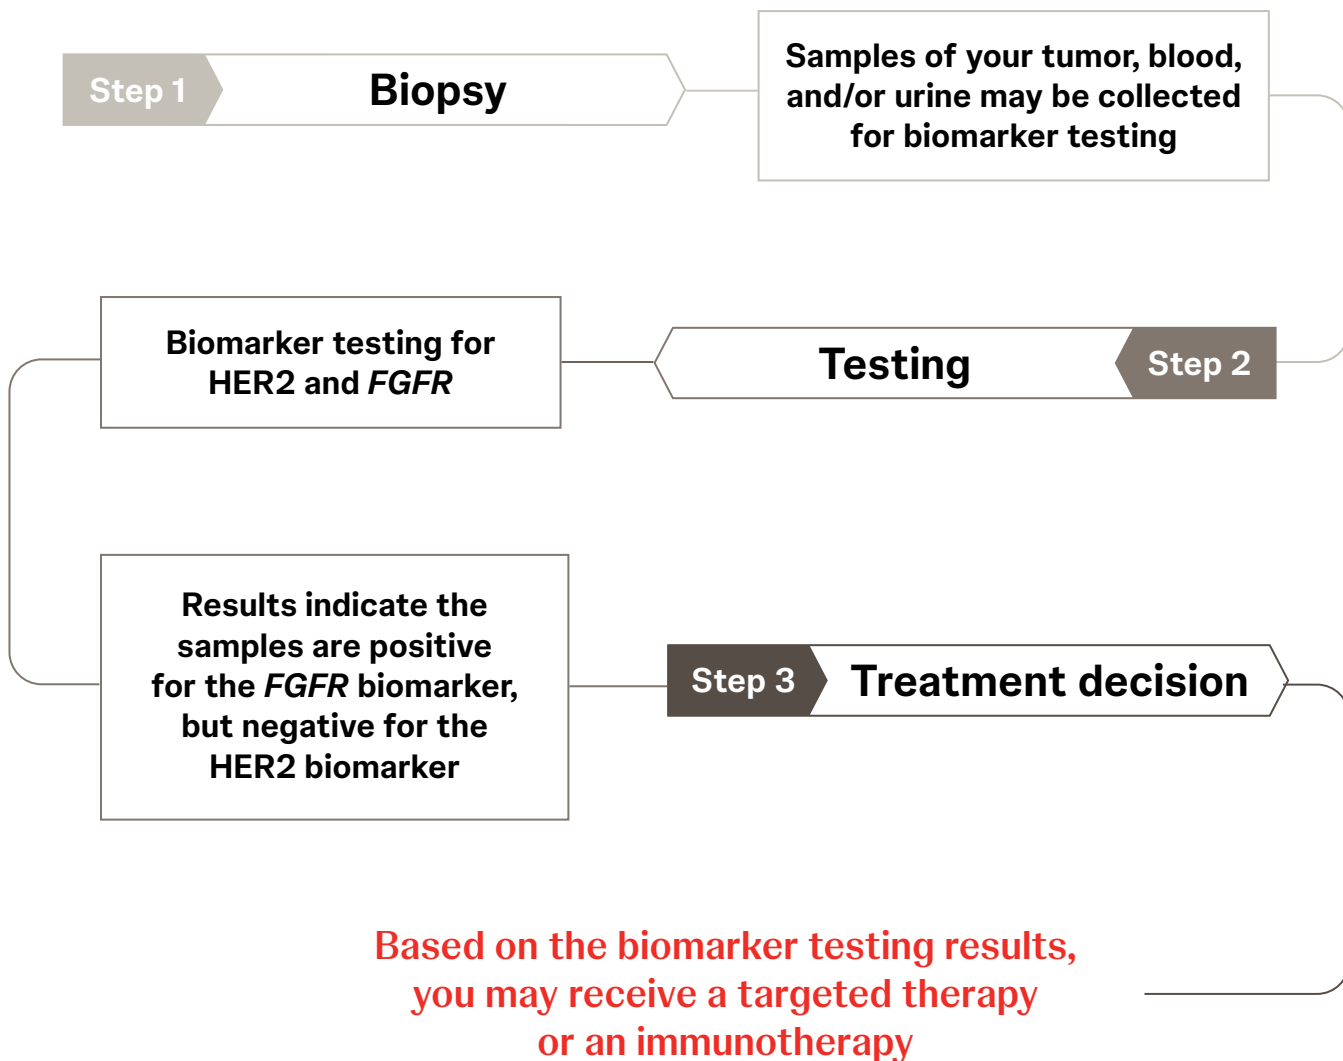 Step 1
Biopsy
Samples of your tumor, blood,
and/or urine may be collected
for biomarker testing
Step 2
Testing
Biomarker testing for
HER2 and FGFR
Results indicate the
samples are positive
for the FGFR biomarker,
but negative for the
HER2 biomarker
Step 3
Treatment decision
Based on the biomarker testing results,
you may receive a targeted therapy
or an immunotherapy